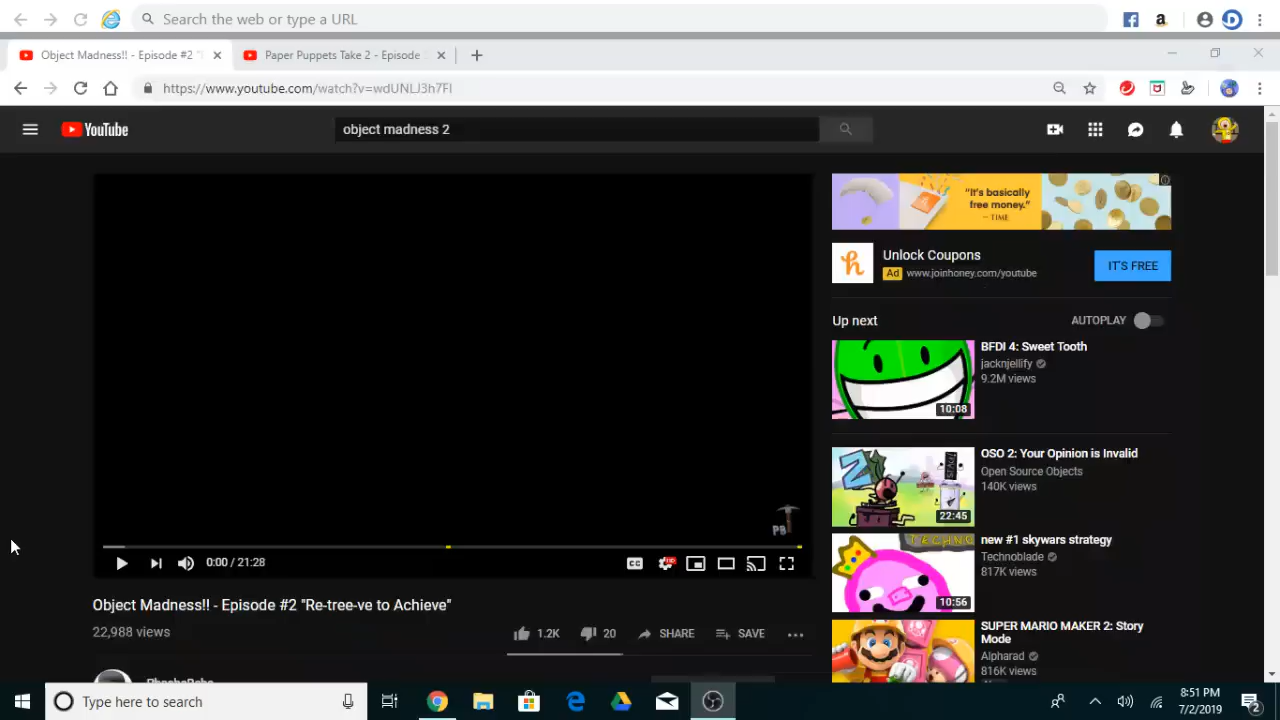 Search the web or type a URL
Object Madness!! - Episode #2 "
Paper Puppets Take 2 - Episode
https://www.youtube.com/watch?v=wdUNLJ3h7FI
YouTube
object madness 2
"It's basically
free money."
– TIME
Unlock Coupons
Ad www.joinhoney.com/youtube
IT'S FREE
Up next
AUTOPLAY
BFDI 4: Sweet Tooth
jacknjellify
9.2M views
10:08
OSO 2: Your Opinion is Invalid
Open Source Objects
140K views
22:45
new #1 skywars strategy
Technoblade
817K views
TECHNO
10:56
SUPER MARIO MAKER 2: Story
Mode
Alpharad
816K views
PB
CC
HD
0:00 / 21:28
Object Madness!! - Episode #2 "Re-tree-ve to Achieve"
22,988 views
1.2K
20
SHARE
SAVE
Type here to search
8:51 PM
7/2/2019
2